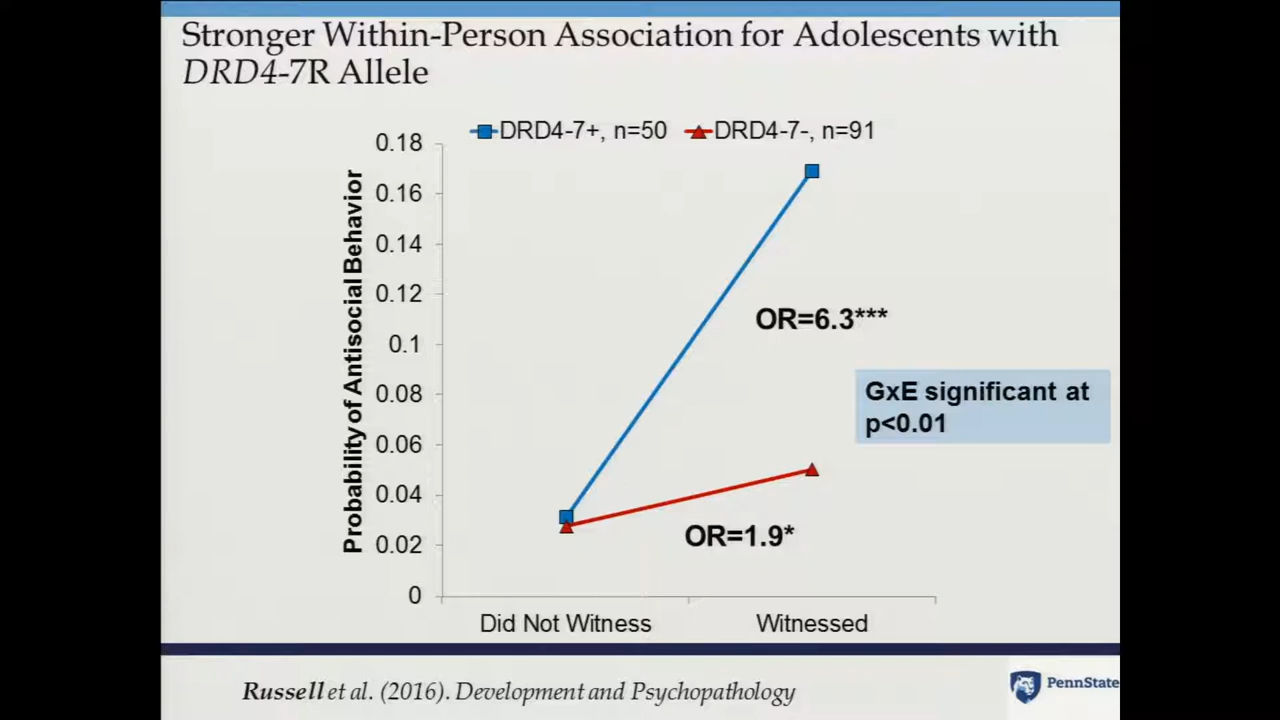 Stronger Within-Person Association for Adolescents with
DRD4-7R Allele
DRD4-7+, n=50
DRD4-7-, n=91
Probability of Antisocial Behavior
0.18
0.16
0.14
0.12
0.1
0.08
0.06
0.04
0.02
0
OR=6.3***
GxE significant at
p<0.01
OR=1.9*
Did Not Witness
Witnessed
Russell et al. (2016). Development and Psychopathology
PennState